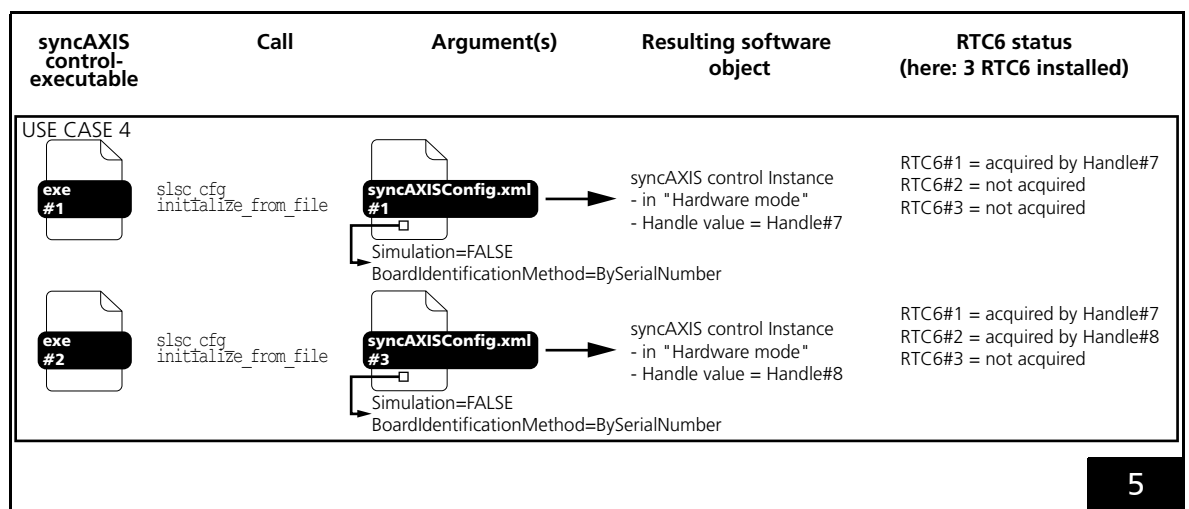 syncAXIS
control-
executable
Call
Argument(s)
Resulting software
object
RTC6 status
(here: 3 RTC6 installed)
USE CASE 4
exe
#1
slsc_cfg_
initialize_from_file
syncAXISConfig.xml
#1
Simulation=FALSE
BoardIdentificationMethod=BySerialNumber
syncAXIS control Instance
- in "Hardware mode"
- Handle value = Handle#7
RTC6#1 = acquired by Handle#7
RTC6#2 = not acquired
RTC6#3 = not acquired
exe
#2
slsc_cfg_
initialize_from_file
syncAXISConfig.xml
#3
Simulation=FALSE
BoardIdentificationMethod=BySerialNumber
syncAXIS control Instance
- in "Hardware mode"
- Handle value = Handle#8
RTC6#1 = acquired by Handle#7
RTC6#2 = acquired by Handle#8
RTC6#3 = not acquired
5